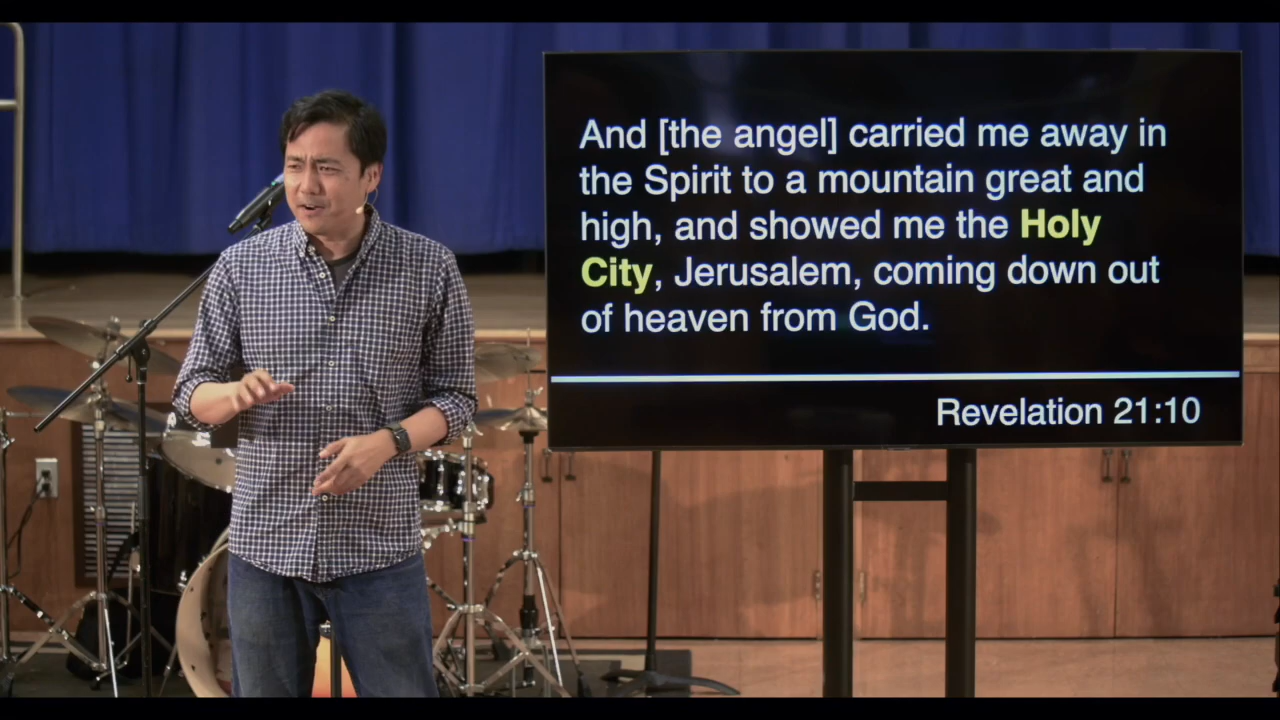 And [the angel] carried me away in
the Spirit to a mountain great and
high, and showed me the Holy
City, Jerusalem, coming down out
of heaven from God.
Revelation 21:10